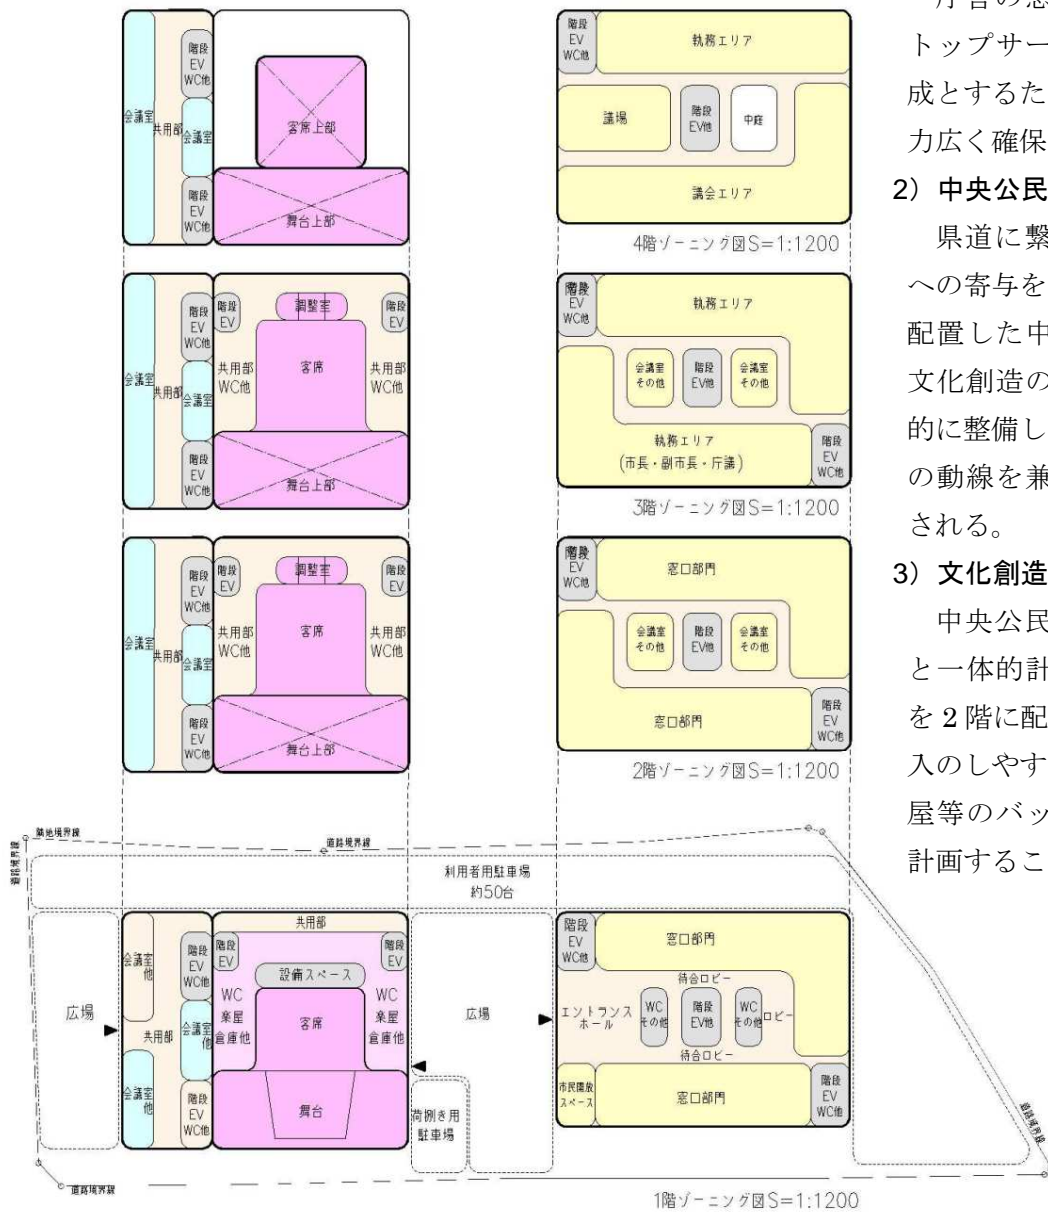 階段
EV
WC他
会議室
共用部
会議室
階段
EV
WC他
客席上部
舞台上部
階段
EV
WC他
執務エリア
議場
階段
EV他
中庭
議会エリア
4階ゾーニング図S=1:1200
会議室
共用部
階段
EV
WC他
会議室
階段
EV
WC他
階段
EV
調整室
階段
EV
共用部
WC他
客席
共用部
WC他
舞台上部
階段
EV
WC他
執務エリア
会議室
その他
階段
EV他
会議室
その他
執務エリア
(市長・副市長・庁議)
階段
EV
WC他
3階ゾーニング図S=1:1200
会議室
共用部
階段
EV
WC他
会議室
階段
EV
WC他
階段
EV
調整室
階段
EV
共用部
WC他
客席
共用部
WC他
舞台上部
階段
EV
WC他
窓口部門
会議室
その他
階段
EV他
会議室
その他
窓口部門
階段
EV
WC他
2階ゾーニング図S=1:1200
隣地境界線
道路境界線
道路境界線
利用者用駐車場
約50台
広場
会議室
他
共用部
会議室
他
階段
EV
WC他
会議室
他
階段
EV
WC他
共用部
階段
EV
階段
EV
設備スペース
WC
楽屋
倉庫他
客席
WC
楽屋
倉庫他
舞台
広場
荷捌き用
駐車場
階段
EV
WC他
窓口部門
待合ロビー
エントランス
ホール
WC
その他
階段
EV他
WC
その他
ロビー
待合ロビー
市民開放
スペース
窓口部門
階段
EV
WC他
道路境界線
道路境界線
1階ゾーニング図S=1:1200
トップサー
成とするた
力広く確保
2）中央公民
県道に繋
への寄与を
配置した中
文化創造の
的に整備し
の動線を兼
される。
3）文化創造
中央公民
と一体的計
を2階に配
入のしやす
屋等のバッ
計画するこ